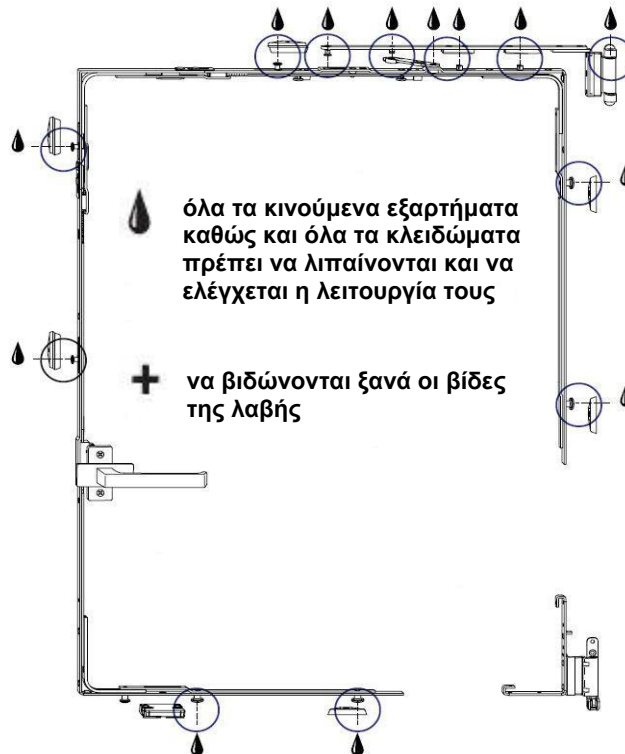 όλα τα κινούμενα εξαρτήματα
καθώς και όλα τα κλειδώματα
πρέπει να λιπαίνονται και να
ελέγχεται η λειτουργία τους
να βιδώνονται ξανά οι βίδες
της λαβής